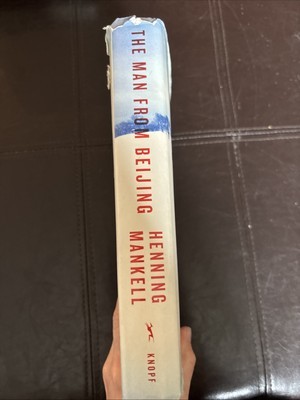 THE MAN FROM BEIJING
HENNING
MANKELL
KNOPF